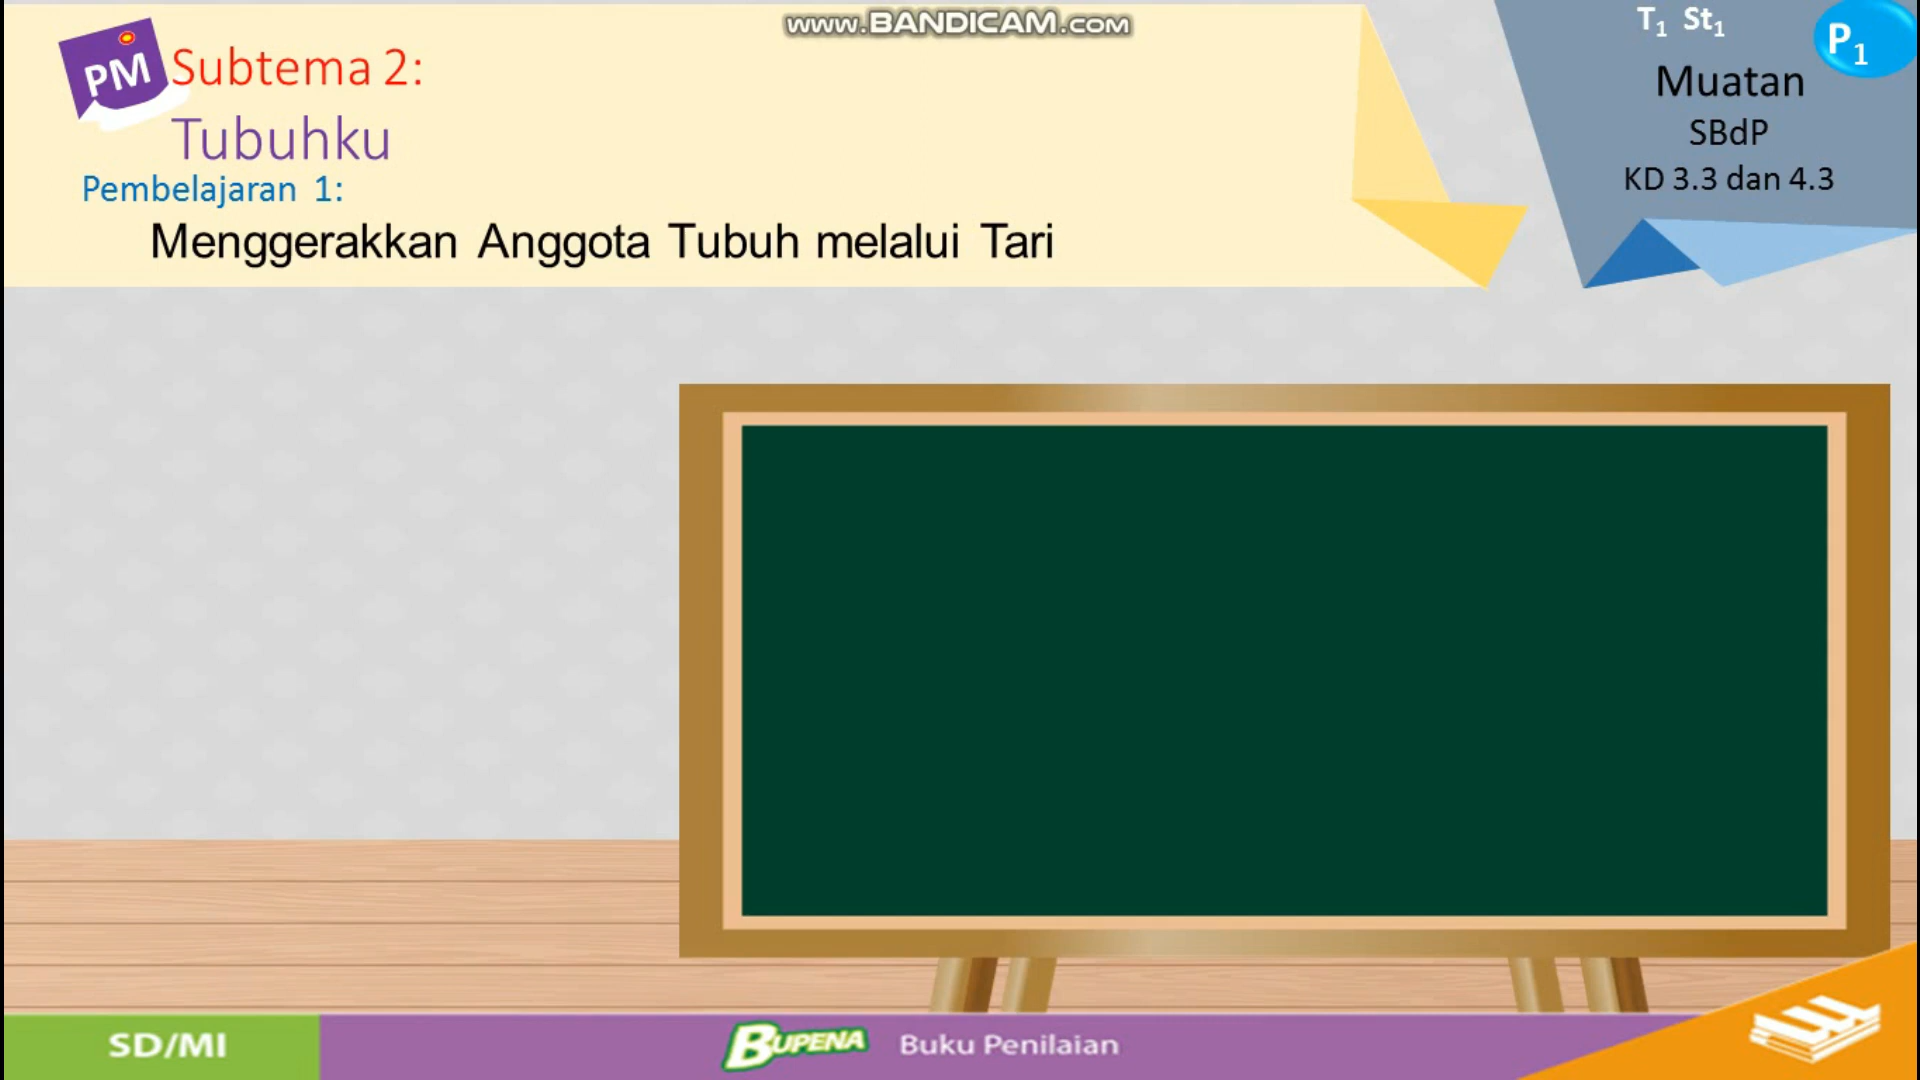 www.BANDICAM.com
PM
Subtema 2:
Tubuhku
Pembelajaran 1:
Menggerakkan Anggota Tubuh melalui Tari
T1 St1
P1
Muatan
SBdP
KD 3.3 dan 4.3
SD/MI
BUPENA
Buku Penilaian